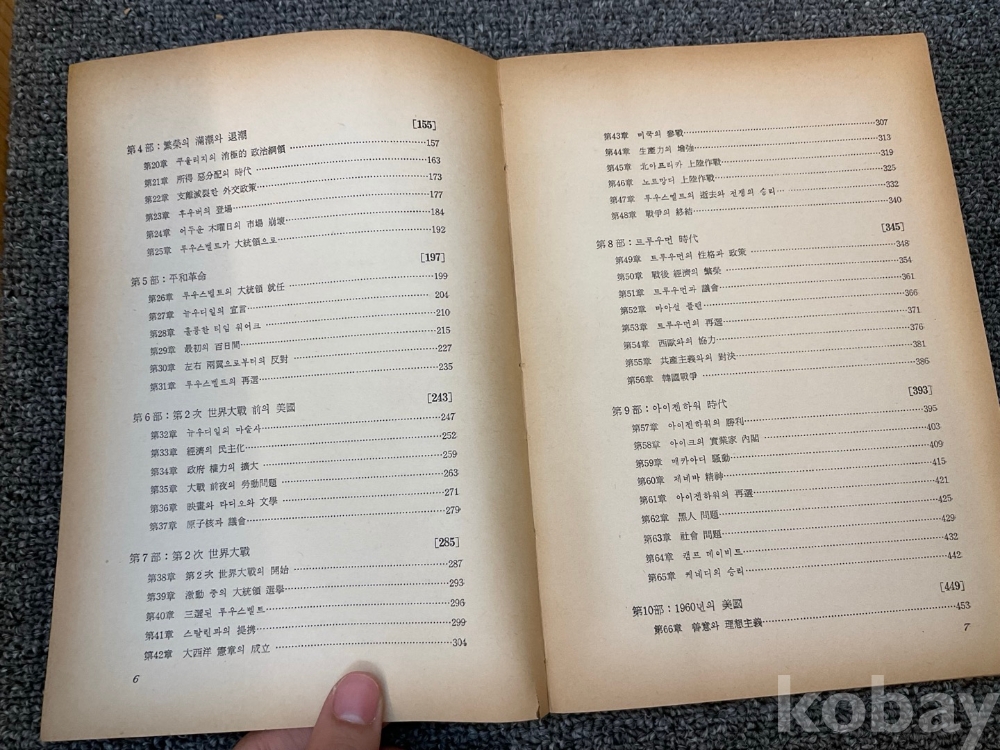 第4部：繁榮의 滿潮와 退潮 [155]
第20章 쿠울리지의 消極的 政治綱領 157
第21章 所得 惡分配의 時代 163
第22章 支離滅裂한 外交政策 173
第23章 후우버의 登場 177
第24章 어두운 木曜日의 市場 崩壞 184
第25章 루우스벨트가 大統領으로 192
第5部：平和革命 [197]
第26章 루우스벨트의 大統領 就任 199
第27章 뉴우디일의 宣言 204
第28章 훌륭한 티임 워어크 210
第29章 最初의 百日間 215
第30章 左右 兩翼으로부터의 反對 227
第31章 루우스벨트의 再選 235
第6部：第2次 世界大戰 前의 美國 [243]
第32章 뉴우디일의 마술사 247
第33章 經濟의 民主化 252
第34章 政府 權力의 擴大 259
第35章 大戰 前夜의 勞動問題 263
第36章 映畫와 라디오와 文學 271
第37章 原子核과 議會 279
第7部：第2次 世界大戰 [285]
第38章 第2次 世界大戰의 開始 287
第39章 激動 중의 大統領 選擧 293
第40章 三選된 루우스벨트 296
第41章 스탈린과의 提携 299
第42章 大西洋 憲章의 成立 304
6
第43章 미국의 參戰 307
第44章 生產力의 增强 313
第45章 北아프리카 上陸作戰 319
第46章 노르망디 上陸作戰 325
第47章 루우스벨트의 逝去와 전쟁의 승리 332
第48章 戰爭의 終結 340
第8部：트루우먼 時代 [345]
第49章 트루우먼의 性格과 政策 348
第50章 戰後 經濟의 繁榮 354
第51章 트루우먼과 議會 361
第52章 마아셜 플랜 366
第53章 트루우먼의 再選 371
第54章 西歐와의 協力 376
第55章 共產主義와의 對決 381
第56章 韓國戰爭 386
第9部：아이젠하워 時代 [393]
第57章 아이젠하워의 勝利 395
第58章 아이크의 實業家 內閣 403
第59章 매카아디 騷動 409
第60章 제네바 精神 415
第61章 아이젠하워의 再選 421
第62章 黑人 問題 425
第63章 社會 問題 429
第64章 캠프 데이비드 432
第65章 케네디의 승리 442
第10部：1960년의 美國 [449]
第66章 善意와 理想主義 453
7
kobay